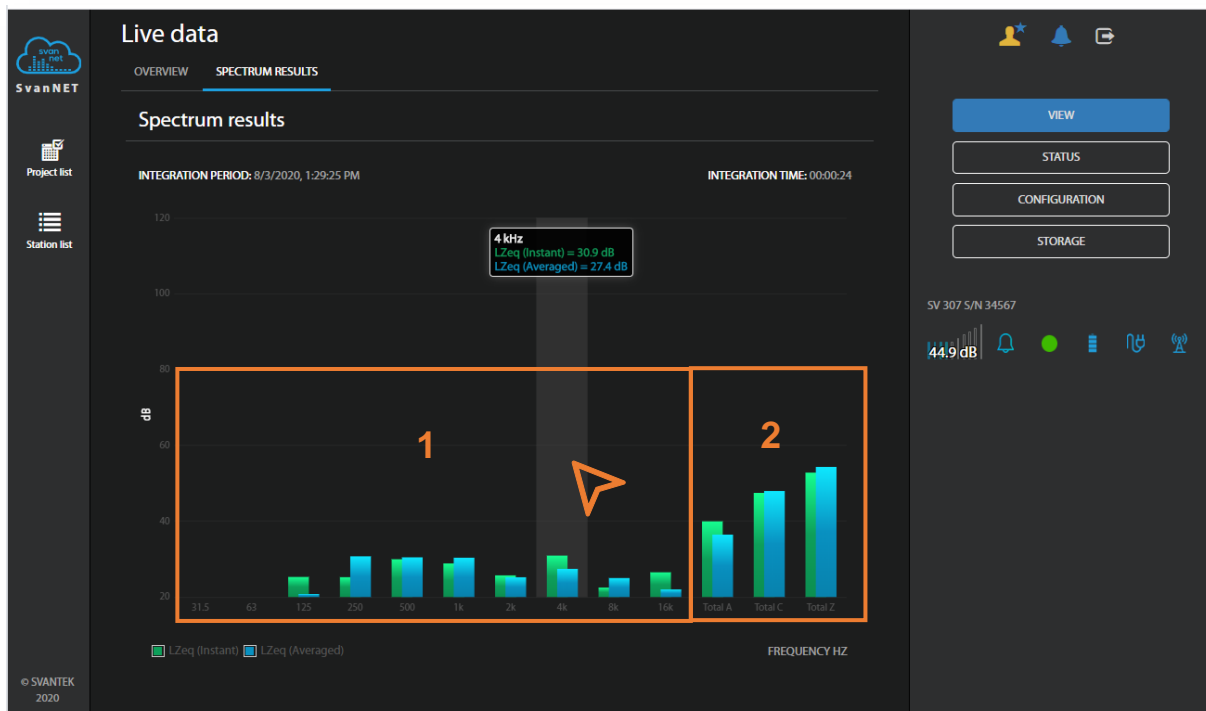 svan
net
SvanNET
Project list
Station list
© SVANTEK
2020
Live data
OVERVIEW SPECTRUM RESULTS
Spectrum results
INTEGRATION PERIOD: 8/3/2020, 1:29:25 PM INTEGRATION TIME: 00:00:24
120
100
80
60
40
20
dB
4 kHz
LZeq (Instant) = 30.9 dB
LZeq (Averaged) = 27.4 dB
1
2
31.5 63 125 250 500 1k 2k 4k 8k 16k Total A Total C Total Z
LZeq (Instant) LZeq (Averaged)
FREQUENCY HZ
VIEW
STATUS
CONFIGURATION
STORAGE
SV 307 S/N 34567
44.9 dB